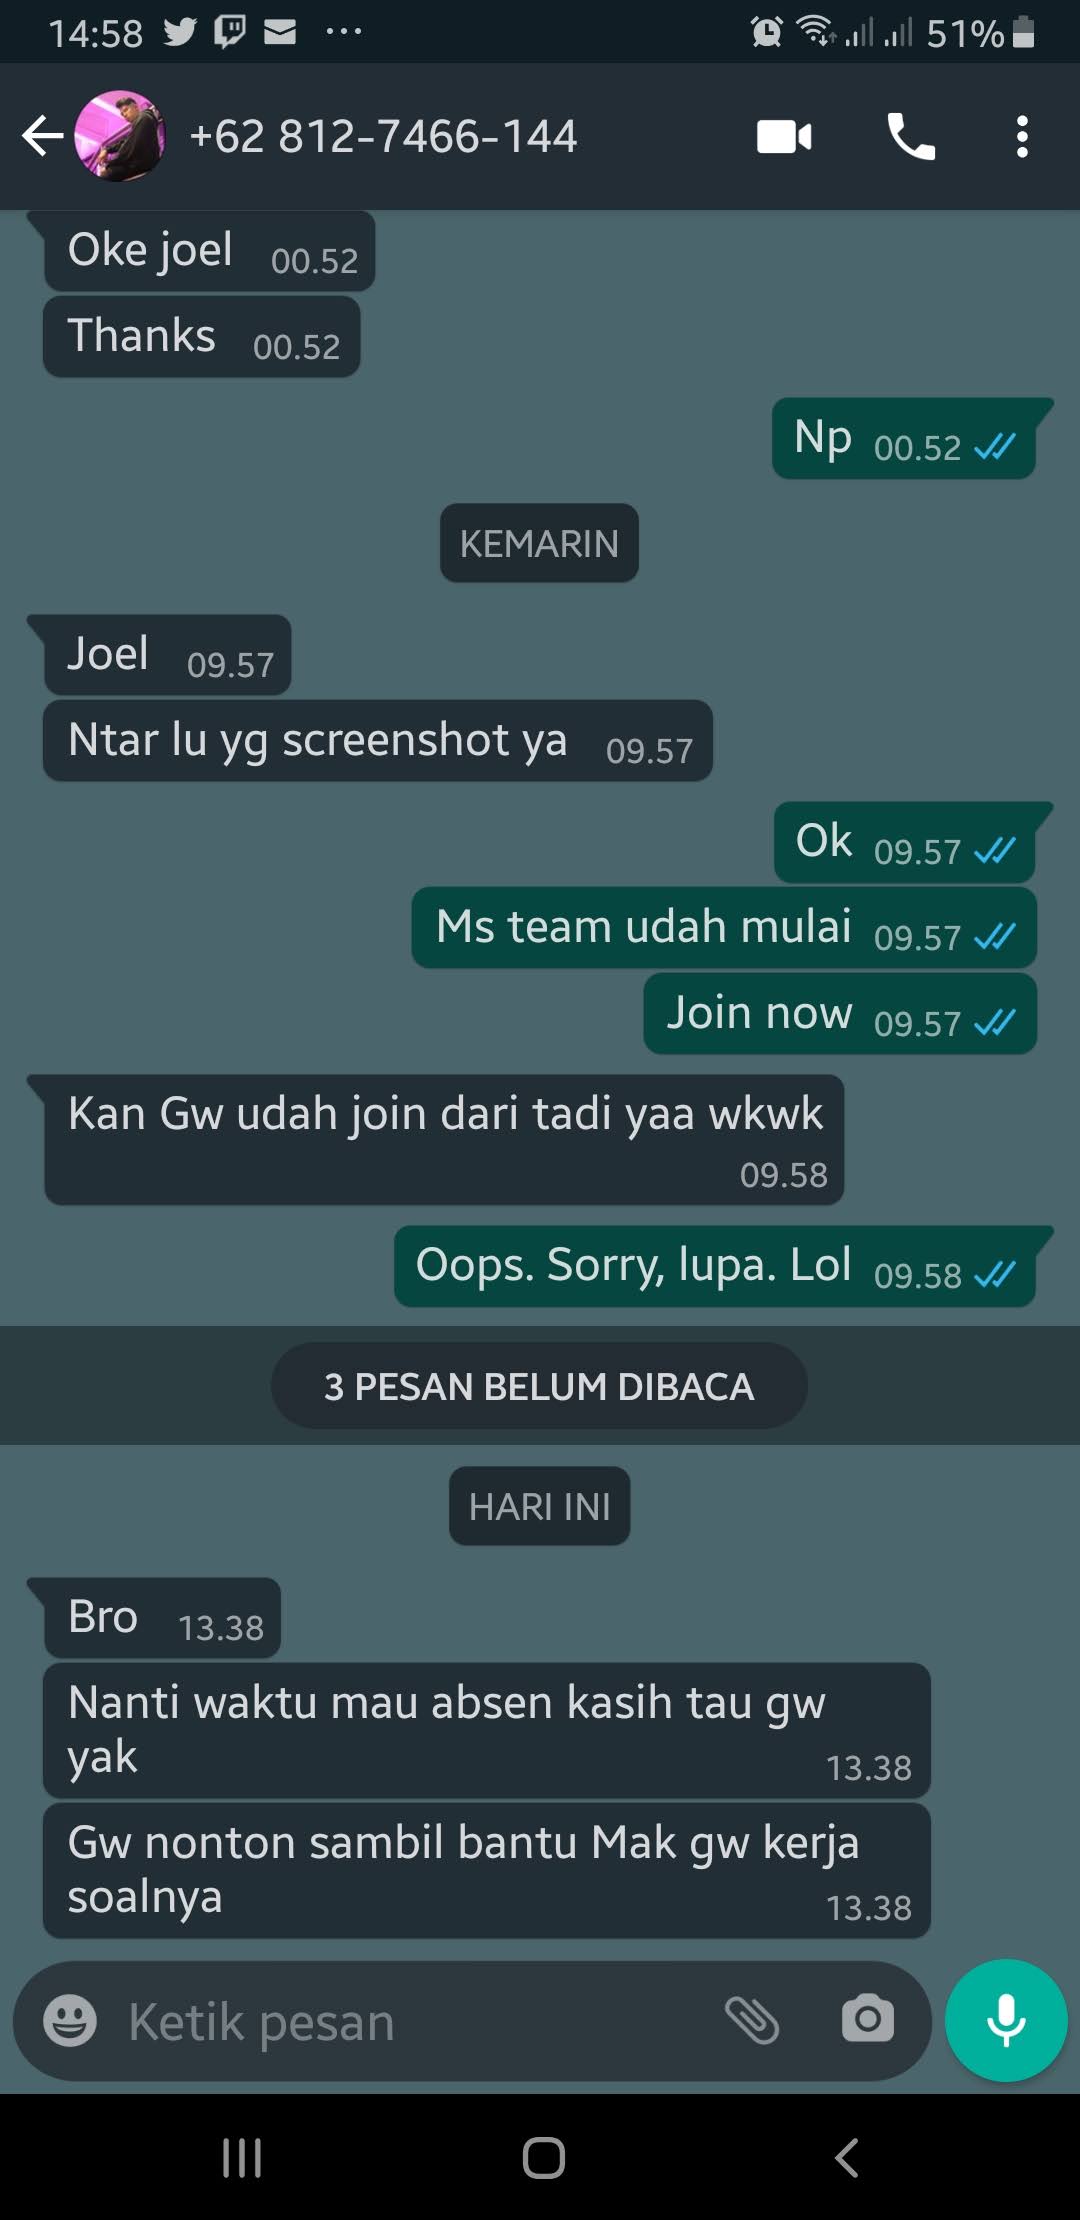 14:58 ... 51%
+62 812-7466-144
Oke joel 00.52
Thanks 00.52
Np 00.52
KEMARIN
Joel 09.57
Ntar lu yg screenshot ya 09.57
Ok 09.57
Ms team udah mulai 09.57
Join now 09.57
Kan Gw udah join dari tadi yaa wkwk
09.58
Oops. Sorry, lupa. Lol 09.58
3 PESAN BELUM DIBACA
HARI INI
Bro 13.38
Nanti waktu mau absen kasih tau gw
yak 13.38
Gw nonton sambil bantu Mak gw kerja
soalnya 13.38
Ketik pesan